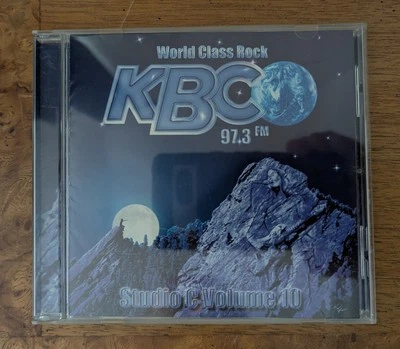 World Class Rock
KBCO
97.3 FM
Studio C Volume 10